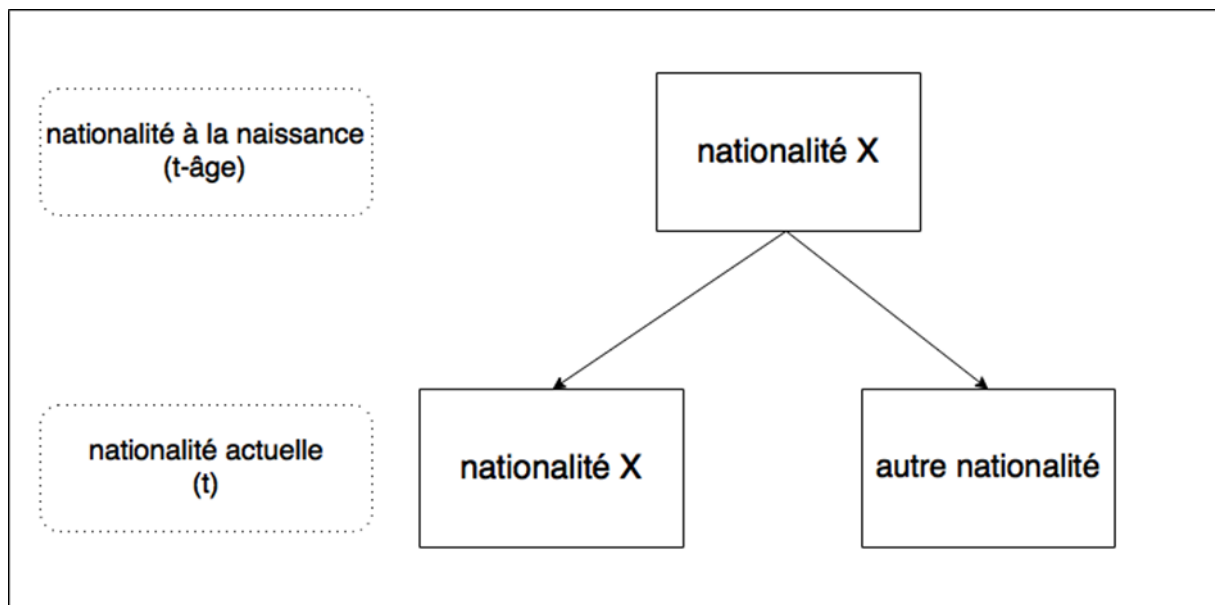 nationalité à la naissance
(t-âge)
nationalité X
nationalité actuelle
(t)
nationalité X
autre nationalité